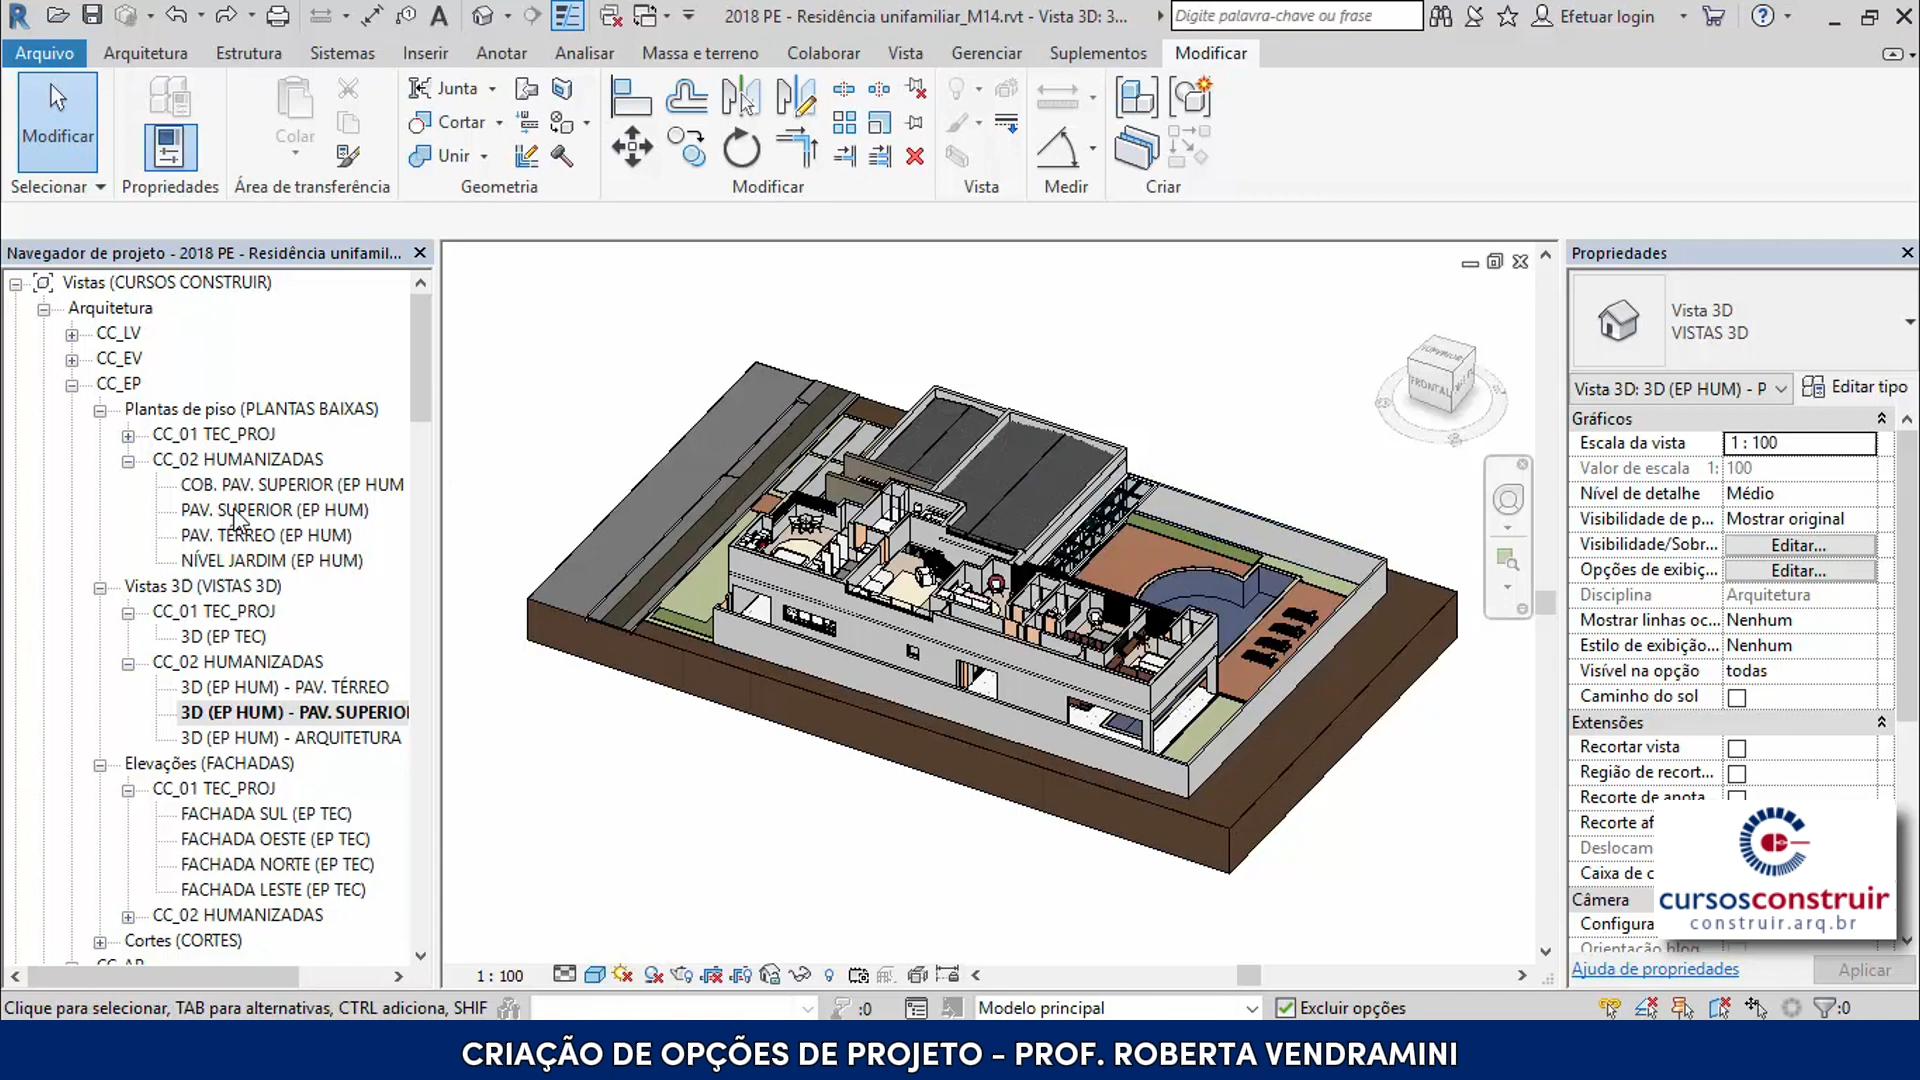 2018 PE - Residência unifamiliar_M14.rvt - Vista 3D: 3...
Digite palavra-chave ou frase
Efetuar login
Arquivo
Arquitetura
Estrutura
Sistemas
Inserir
Anotar
Analisar
Massa e terreno
Colaborar
Vista
Gerenciar
Suplementos
Modificar
Modificar
Colar
Junta
Cortar
Unir
Selecionar
Propriedades
Área de transferência
Geometria
Modificar
Vista
Medir
Criar
Navegador de projeto - 2018 PE - Residência unifamil...
Vistas (CURSOS CONSTRUIR)
Arquitetura
CC_LV
CC_EV
CC_EP
Plantas de piso (PLANTAS BAIXAS)
CC_01 TEC_PROJ
CC_02 HUMANIZADAS
COB. PAV. SUPERIOR (EP HUM
PAV. SUPERIOR (EP HUM)
PAV. TÉRREO (EP HUM)
NÍVEL JARDIM (EP HUM)
Vistas 3D (VISTAS 3D)
CC_01 TEC_PROJ
3D (EP TEC)
CC_02 HUMANIZADAS
3D (EP HUM) - PAV. TÉRREO
3D (EP HUM) - PAV. SUPERIO
3D (EP HUM) - ARQUITETURA
Elevações (FACHADAS)
CC_01 TEC_PROJ
FACHADA SUL (EP TEC)
FACHADA OESTE (EP TEC)
FACHADA NORTE (EP TEC)
FACHADA LESTE (EP TEC)
CC_02 HUMANIZADAS
Cortes (CORTES)
SUPERIOR
FRONTAL
Propriedades
Vista 3D
VISTAS 3D
Vista 3D: 3D (EP HUM) - P
Editar tipo
Gráficos
Escala da vista 1 : 100
Valor de escala 1: 100
Nível de detalhe Médio
Visibilidade de p... Mostrar original
Visibilidade/Sobr... Editar...
Opções de exibiç... Editar...
Disciplina Arquitetura
Mostrar linhas oc... Nenhum
Estilo de exibição... Nenhum
Visível na opção todas
Caminho do sol
Extensões
Recortar vista
Região de recort...
Recorte de anota
Recorte af
Deslocam
Caixa de c
Câmera
Configura
cursosconstruir
construir.arq.br
Ajuda de propriedades
Aplicar
1 : 100
Clique para selecionar, TAB para alternativas, CTRL adiciona, SHIF
:0
Modelo principal
Excluir opções
:0
CRIAÇÃO DE OPÇÕES DE PROJETO - PROF. ROBERTA VENDRAMINI